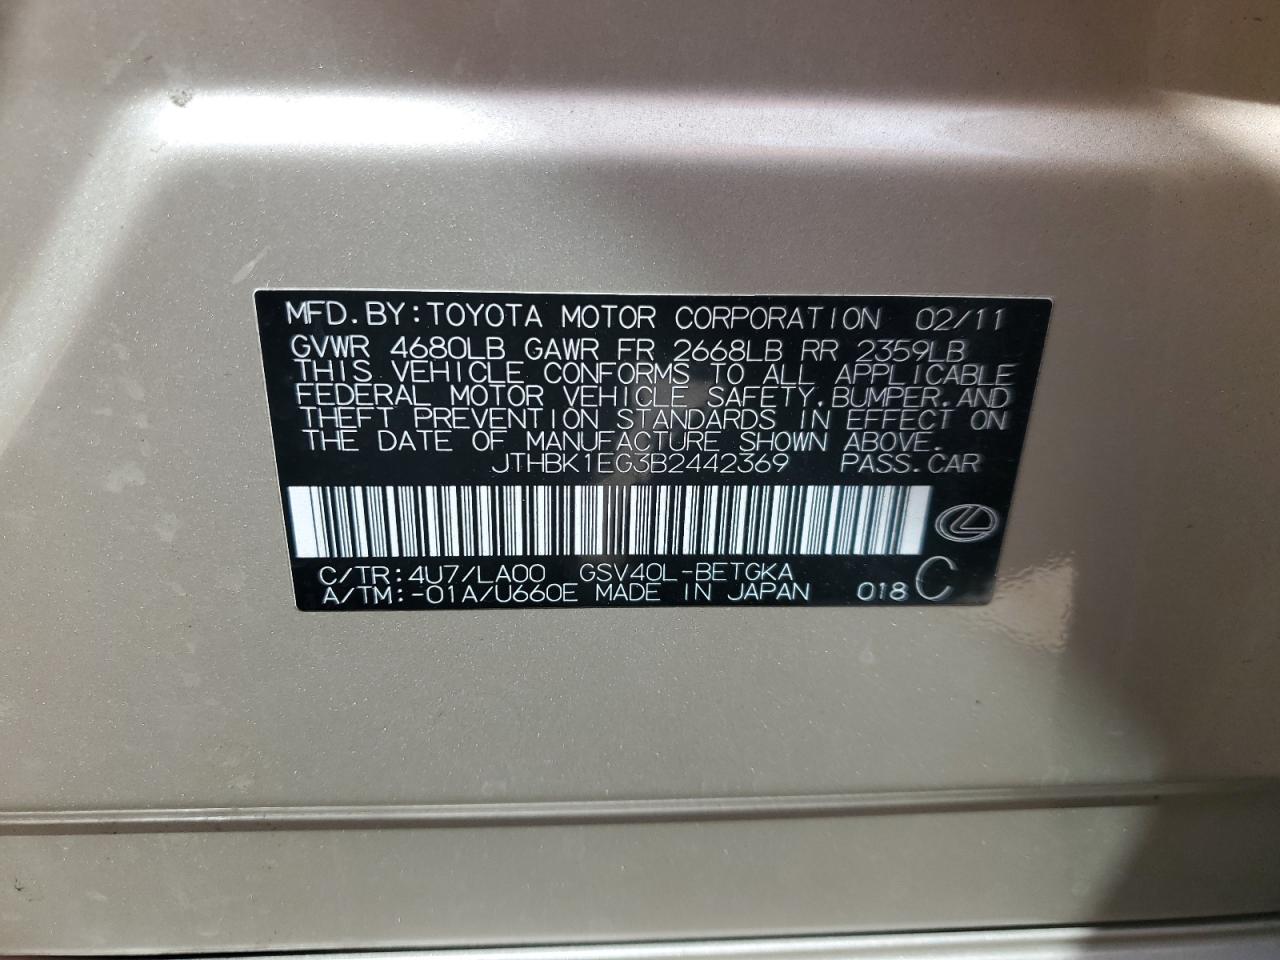 MFD.BY:TOYOTA MOTOR CORPORATION 02/11
GVWR 4680LB GAWR FR 2668LB RR 2359LB
THIS VEHICLE CONFORMS TO ALL APPLICABLE
FEDERAL MOTOR VEHICLE SAFETY,BUMPER,AND
THEFT PREVENTION STANDARDS IN EFFECT ON
THE DATE OF MANUFACTURE SHOWN ABOVE.
JTHBK1EG3B2442369 PASS.CAR
C/TR:4U7/LA00 GSV40L-BETGKA
A/TM:-01A/U660E MADE IN JAPAN 018 C